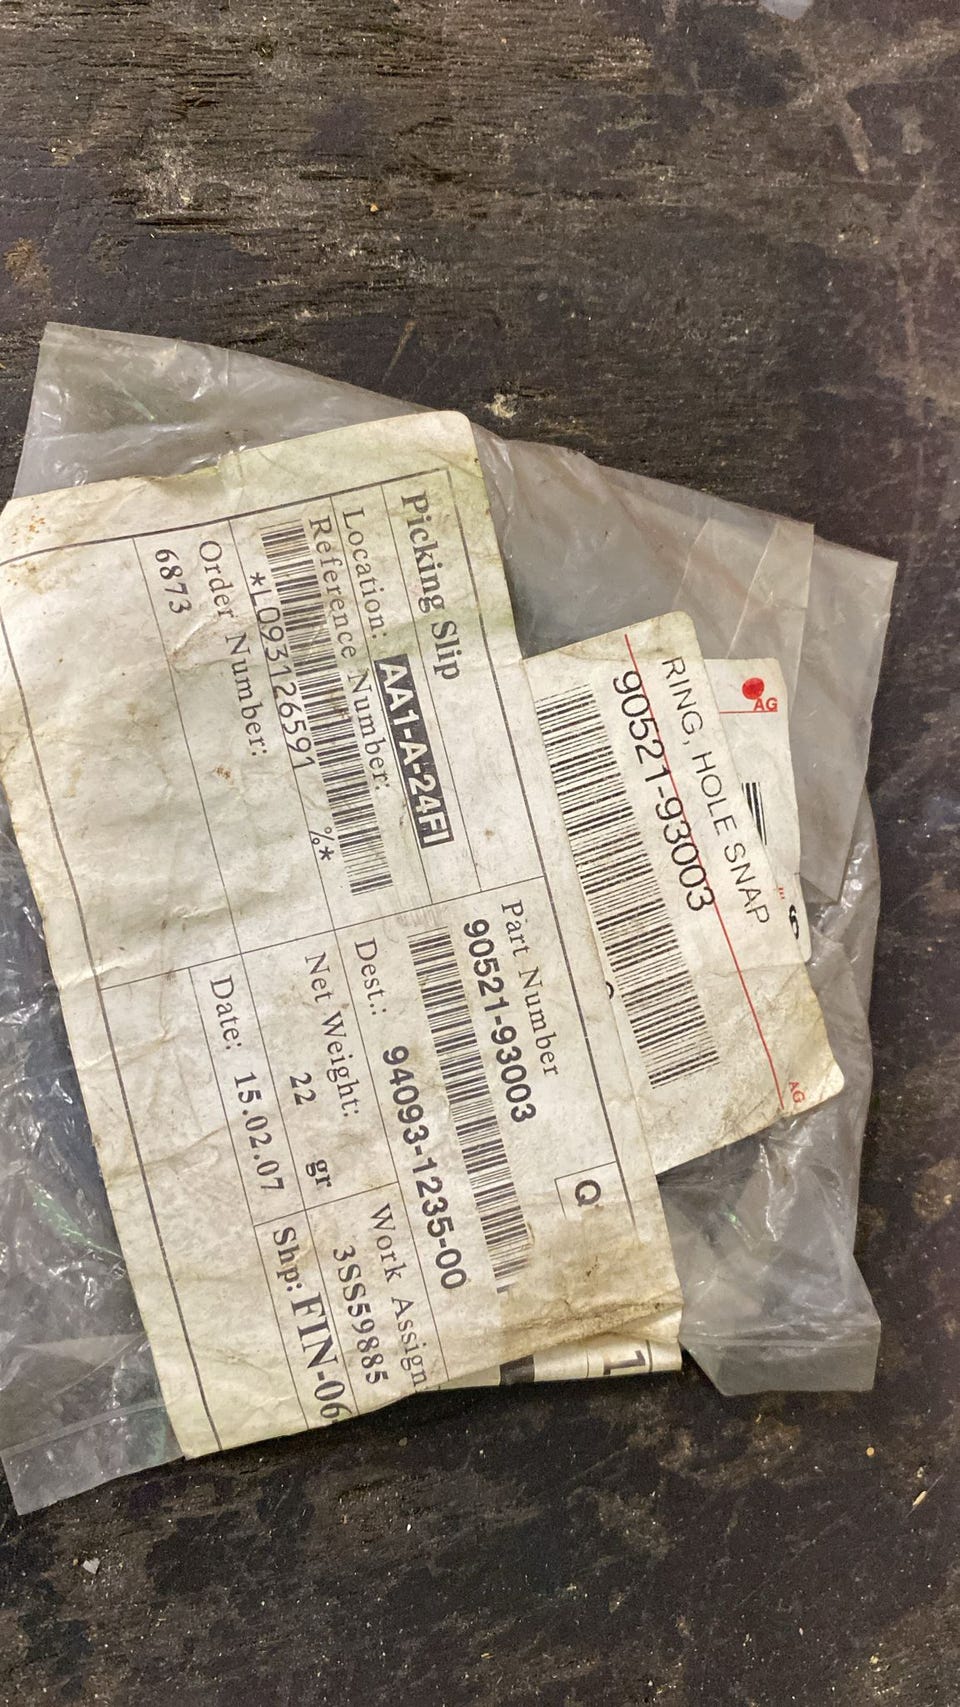 AG
RING, HOLE SNAP
90521-93003
AG
Picking Slip
Location: AA1-A-24FI
Reference Number:
*L093126591 %*
Order Number:
6873
Part Number
Q
90521-93003
Dest.: 94093-1235-00
Net Weight:
22 gr
Work Assign
3SS59885
Date: 15.02.07
Shp: FIN-06
1